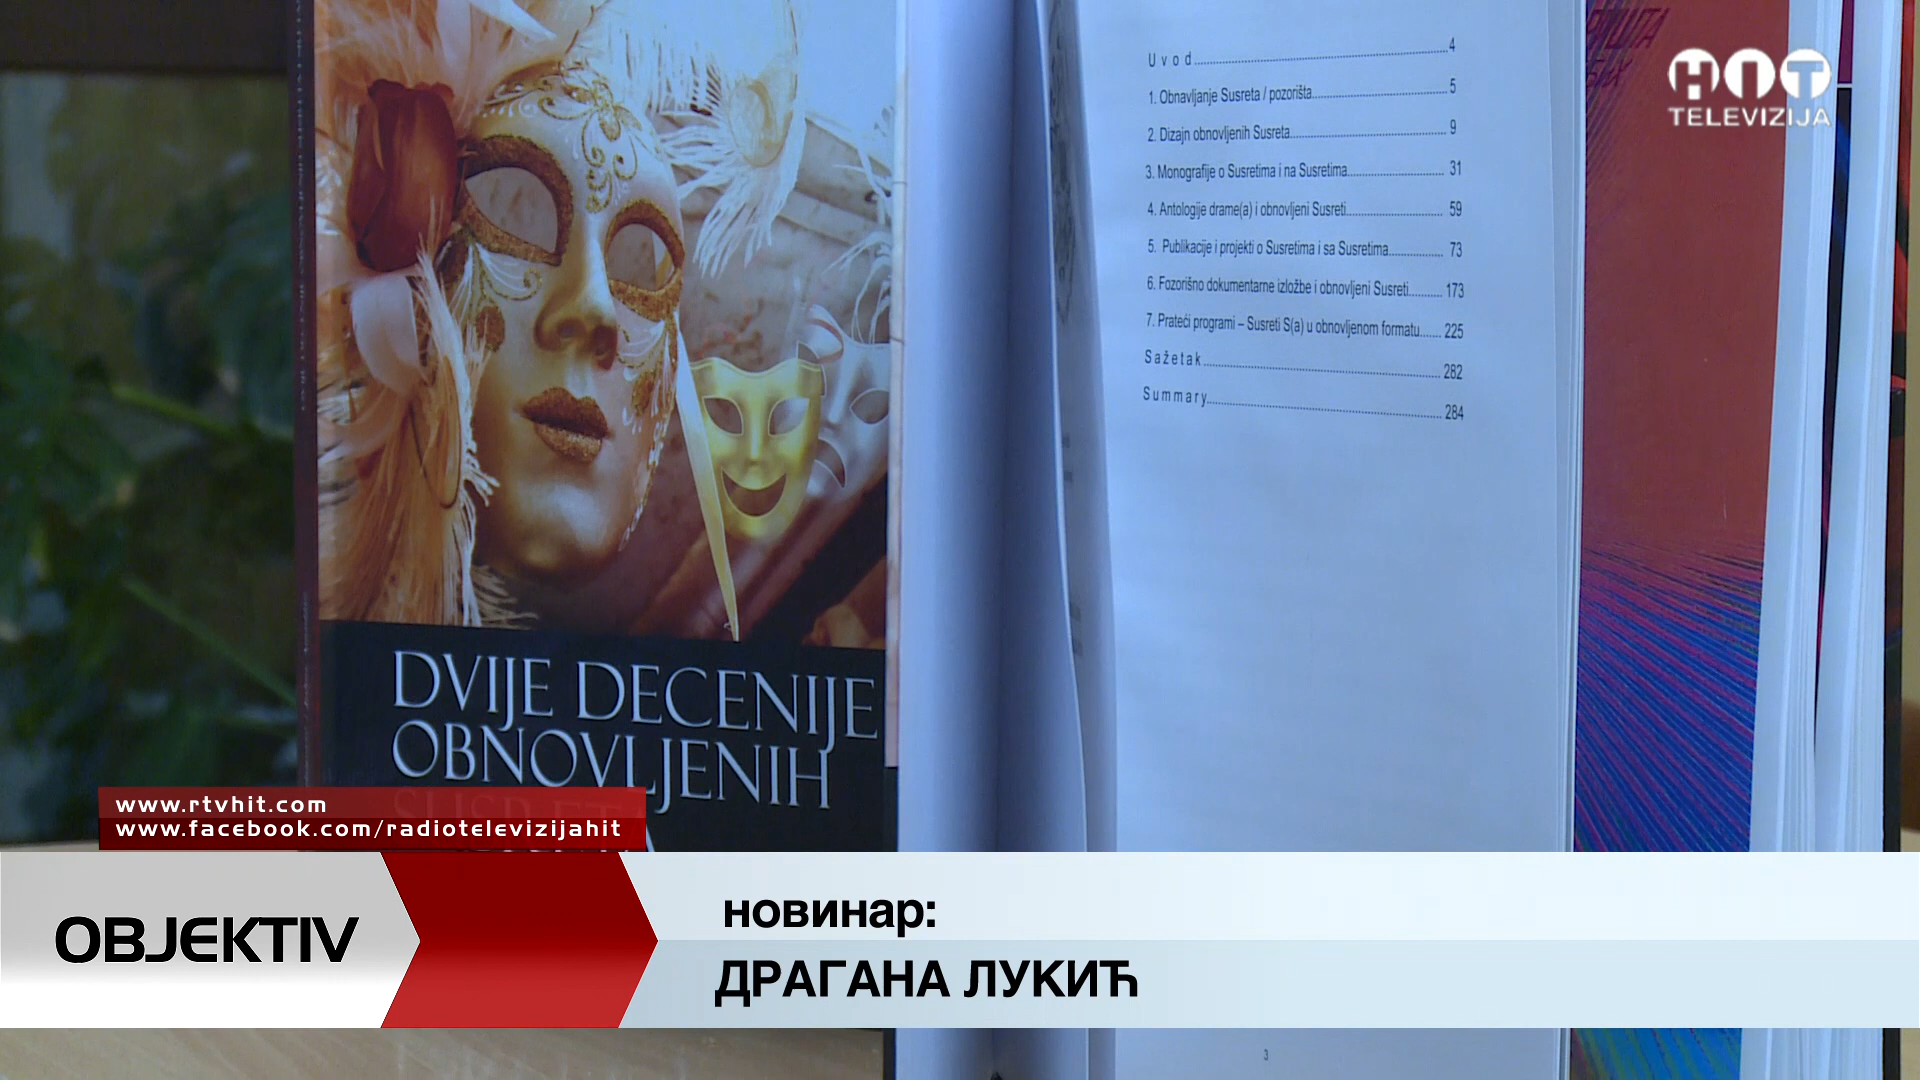 DVIJE DECENIJE
OBNOVLJENIH
Uvod 4
1. Obnavljanje Susreta / pozorišta 5
2. Dizajn obnovljenih Susreta 9
3. Monografije o Susretima i na Susretima 31
4. Antologije drame(a) i obnovljeni Susreti 59
5. Publikacije i projekti o Susretima i sa Susretima 73
6. Fozorišno dokumentarne izložbe i obnovljeni Susreti 173
7. Prateći programi – Susreti S(a) u obnovljenom formatu 225
Sažetak 282
Summary 284
3
HIT
TELEVIZIJA
www.rtvhit.com
www.facebook.com/radiotelevizijahit
OBJEKTIV
новинар:
ДРАГАНА ЛУКИЋ